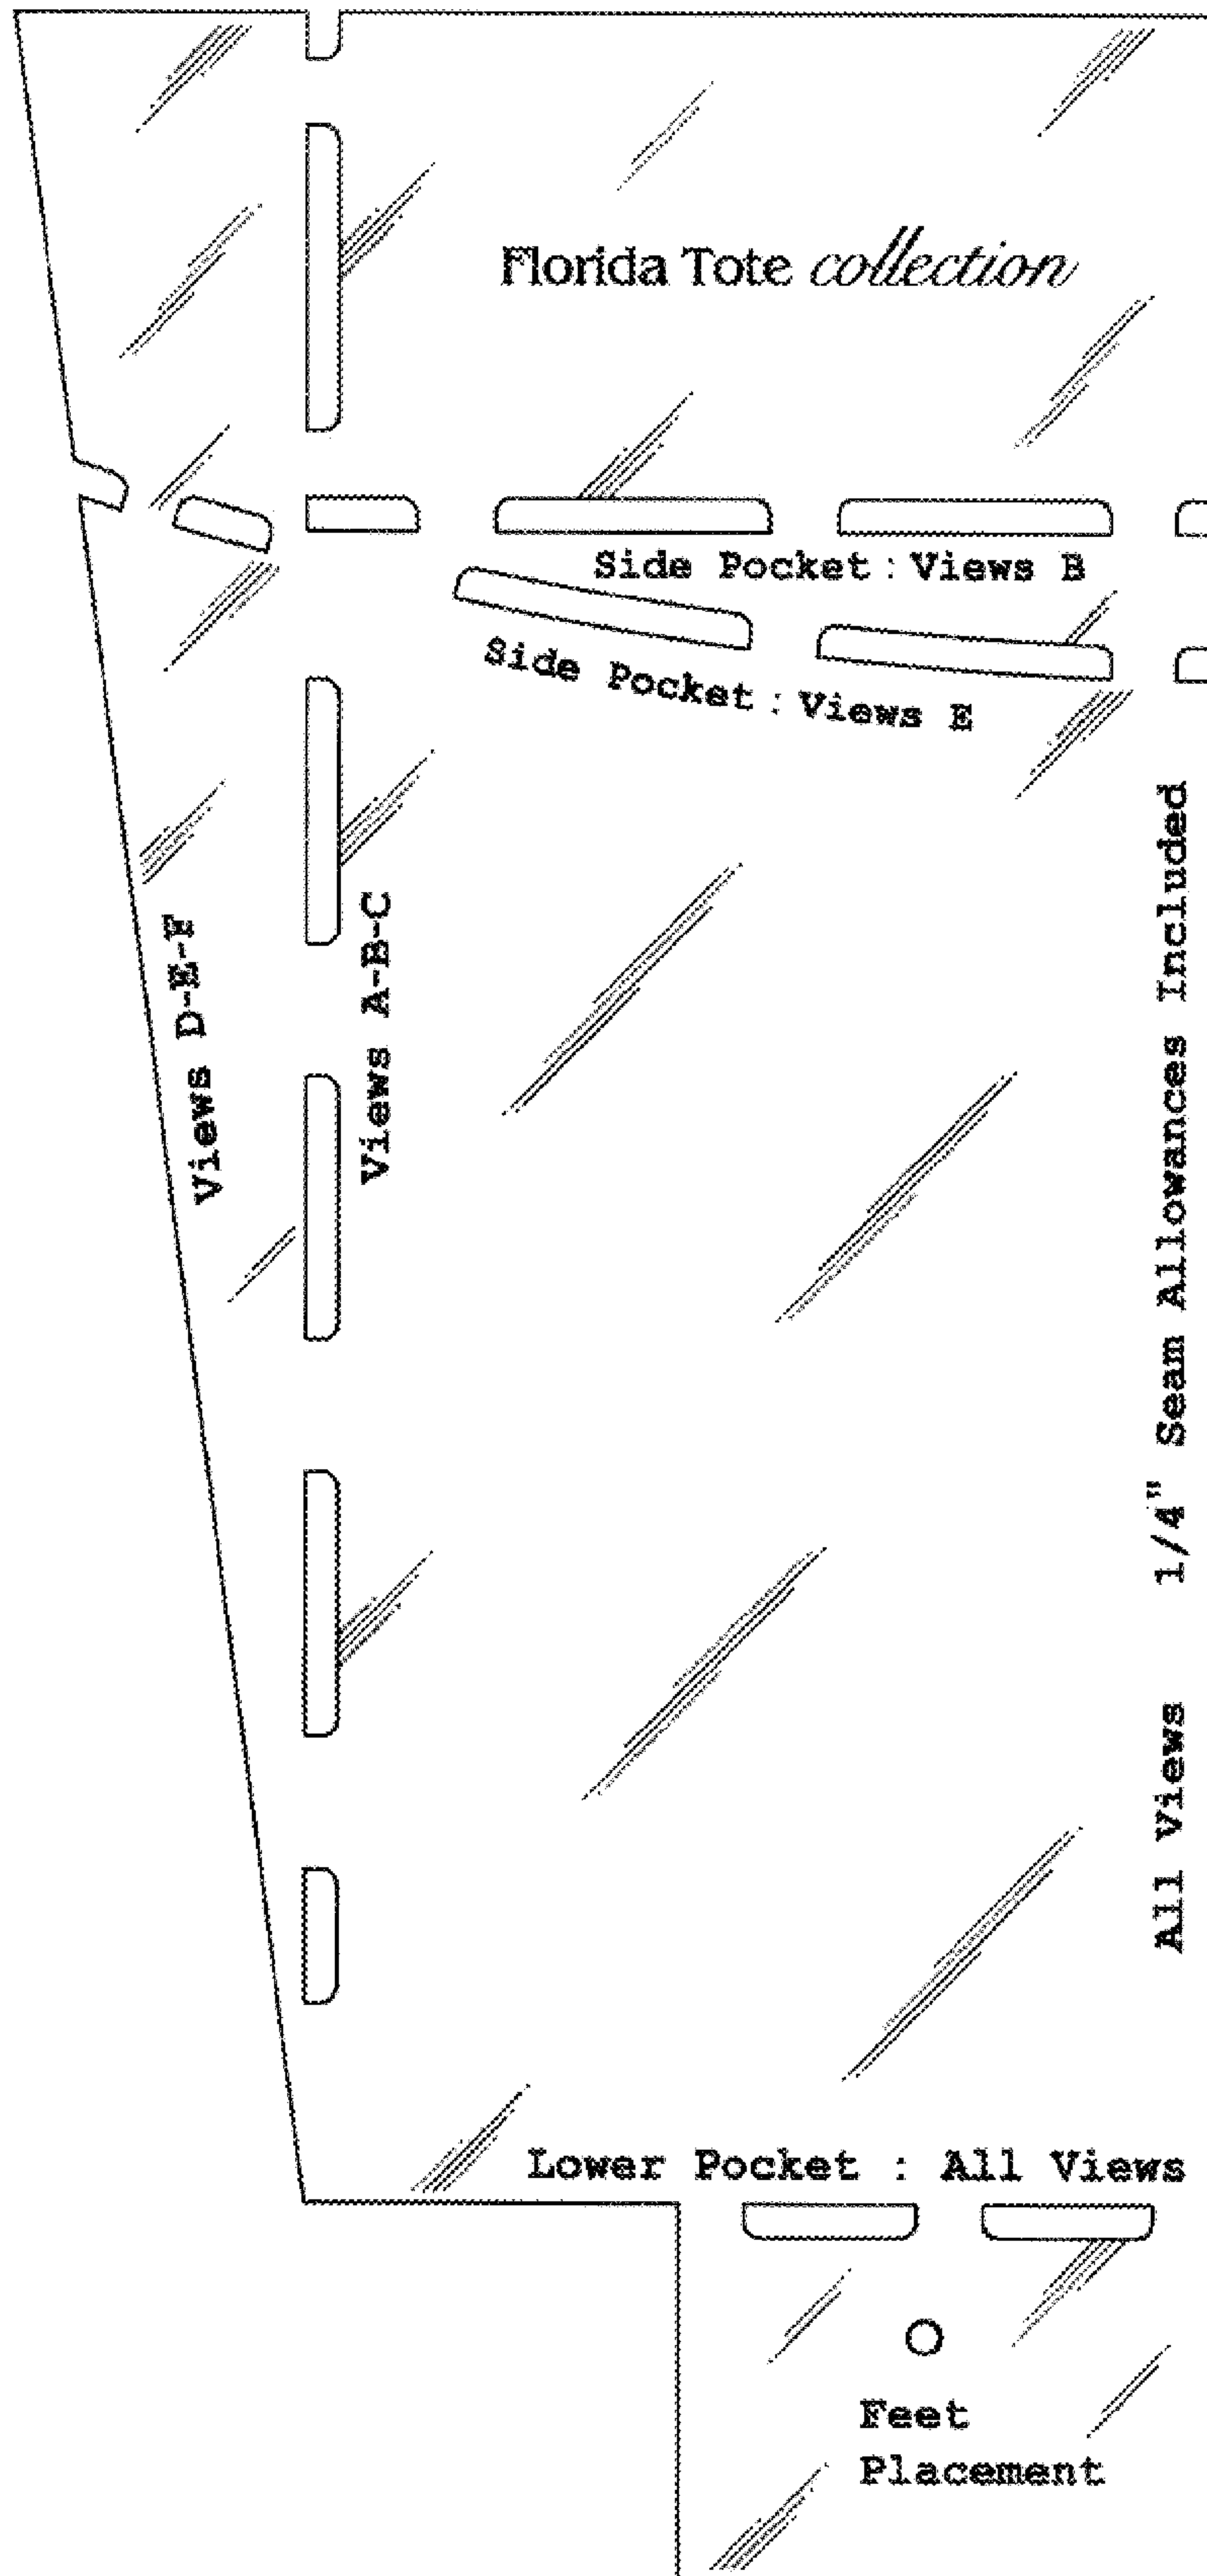 Florida Tote collection
Side Pocket : Views B
Side Pocket : Views E
Views D-E-F
Views A-B-C
All Views 1/4" Seam Allowances Included
Lower Pocket : All Views
Feet
Placement